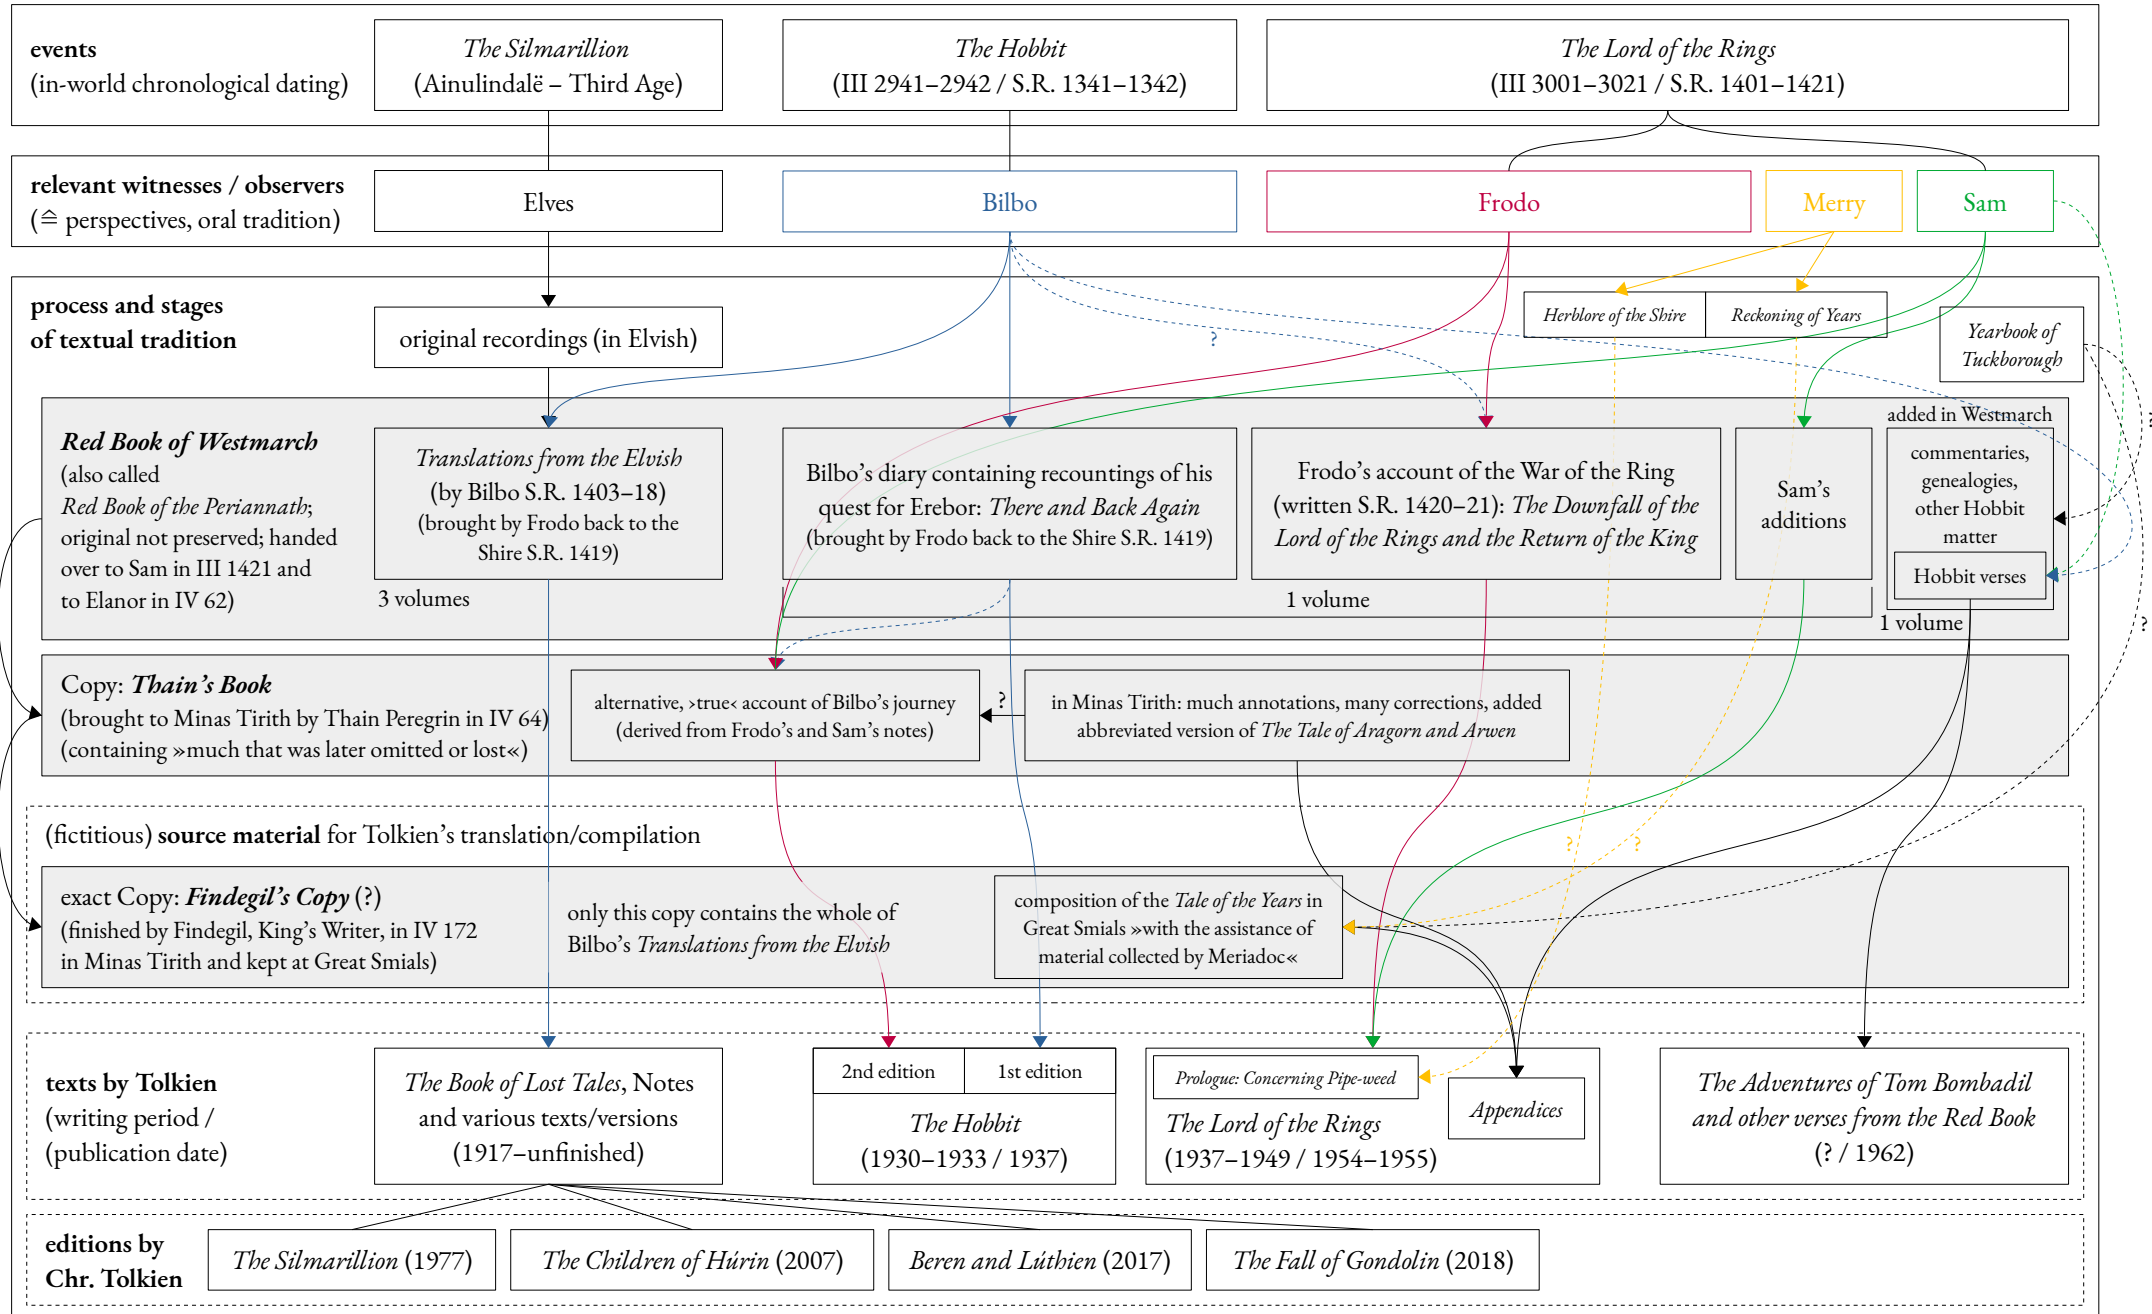 events
(in-world chronological dating)
The Silmarillion
(Ainulindalë – Third Age)
The Hobbit
(III 2941–2942 / S.R. 1341–1342)
The Lord of the Rings
(III 3001–3021 / S.R. 1401–1421)
relevant witnesses / observers
(≙ perspectives, oral tradition)
Elves
Bilbo
Frodo
Merry
Sam
process and stages
of textual tradition
original recordings (in Elvish)
?
Herblore of the Shire
Reckoning of Years
Yearbook of
Tuckborough
Red Book of Westmarch
(also called
Red Book of the Periannath;
original not preserved; handed
over to Sam in III 1421 and
to Elanor in IV 62)
Translations from the Elvish
(by Bilbo S.R. 1403–18)
(brought by Frodo back to the
Shire S.R. 1419)
3 volumes
Bilbo’s diary containing recountings of his
quest for Erebor: There and Back Again
(brought by Frodo back to the Shire S.R. 1419)
Frodo’s account of the War of the Ring
(written S.R. 1420–21): The Downfall of the
Lord of the Rings and the Return of the King
Sam’s
additions
1 volume
added in Westmarch
commentaries,
genealogies,
other Hobbit
matter
Hobbit verses
1 volume
?
?
Copy: Thain’s Book
(brought to Minas Tirith by Thain Peregrin in IV 64)
(containing »much that was later omitted or lost«)
alternative, ›true‹ account of Bilbo’s journey
(derived from Frodo’s and Sam’s notes)
?
in Minas Tirith: much annotations, many corrections, added
abbreviated version of The Tale of Aragorn and Arwen
(fictitious) source material for Tolkien’s translation/compilation
?
?
exact Copy: Findegil’s Copy (?)
(finished by Findegil, King’s Writer, in IV 172
in Minas Tirith and kept at Great Smials)
only this copy contains the whole of
Bilbo’s Translations from the Elvish
composition of the Tale of the Years in
Great Smials »with the assistance of
material collected by Meriadoc«
texts by Tolkien
(writing period /
(publication date)
The Book of Lost Tales, Notes
and various texts/versions
(1917–unfinished)
2nd edition
1st edition
The Hobbit
(1930–1933 / 1937)
Prologue: Concerning Pipe-weed
The Lord of the Rings
(1937–1949 / 1954–1955)
Appendices
The Adventures of Tom Bombadil
and other verses from the Red Book
(? / 1962)
editions by
Chr. Tolkien
The Silmarillion (1977)
The Children of Húrin (2007)
Beren and Lúthien (2017)
The Fall of Gondolin (2018)